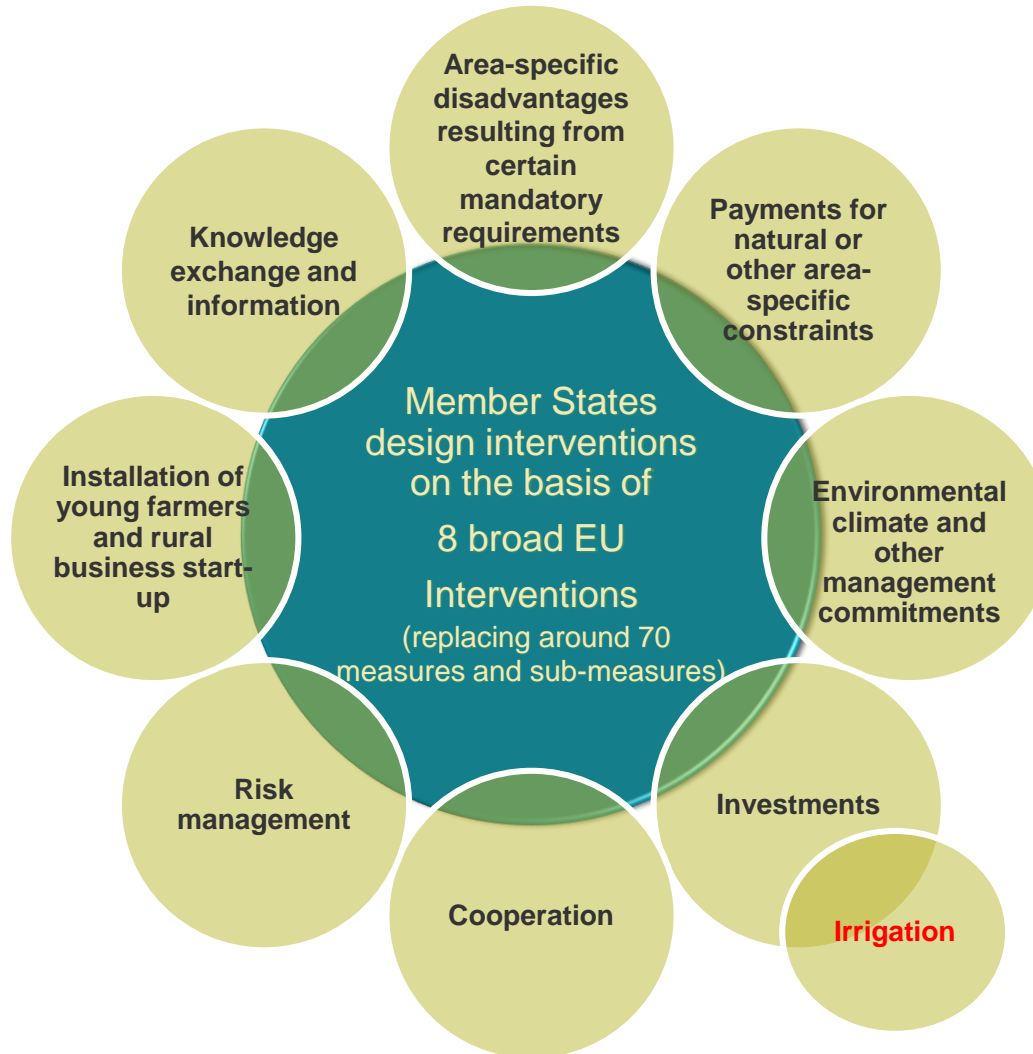 Area-specific
disadvantages
resulting from
certain
mandatory
requirements
Payments for
natural or
other area-
specific
constraints
Environmental
climate and
other
management
commitments
Investments
Irrigation
Cooperation
Risk
management
Installation of
young farmers
and rural
business start-
up
Knowledge
exchange and
information
Member States
design interventions
on the basis of
8 broad EU
Interventions
(replacing around 70
measures and sub-measures)